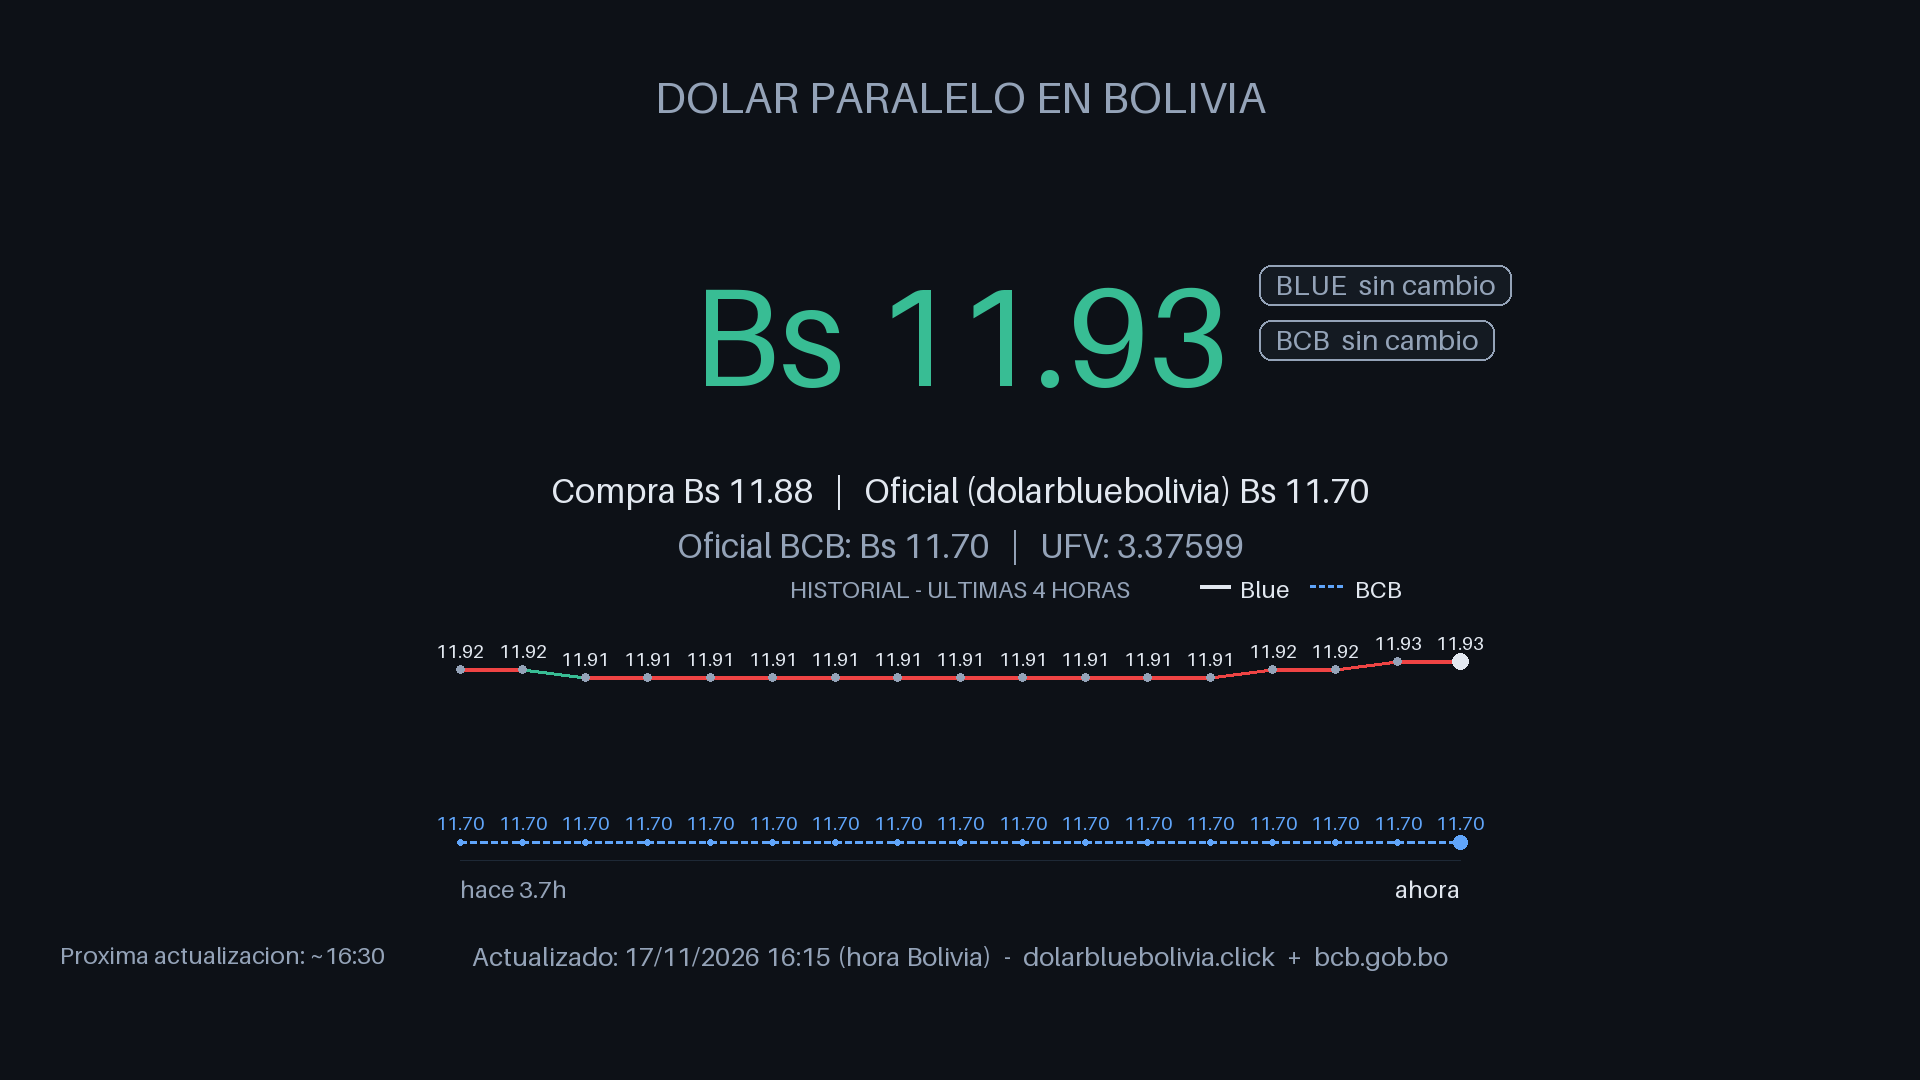 DOLAR PARALELO EN BOLIVIA
Bs 11.93
BLUE sin cambio
BCB sin cambio
Compra Bs 11.88 | Oficial (dolarbluebolivia) Bs 11.70
Oficial BCB: Bs 11.70 | UFV: 3.37599
HISTORIAL - ULTIMAS 4 HORAS
Blue
BCB
11.92 11.92 11.91 11.91 11.91 11.91 11.91 11.91 11.91 11.91 11.91 11.91 11.91 11.92 11.92 11.93 11.93
11.70 11.70 11.70 11.70 11.70 11.70 11.70 11.70 11.70 11.70 11.70 11.70 11.70 11.70 11.70 11.70 11.70
hace 3.7h
ahora
Proxima actualizacion: ~16:30
Actualizado: 17/11/2026 16:15 (hora Bolivia) - dolarbluebolivia.click + bcb.gob.bo